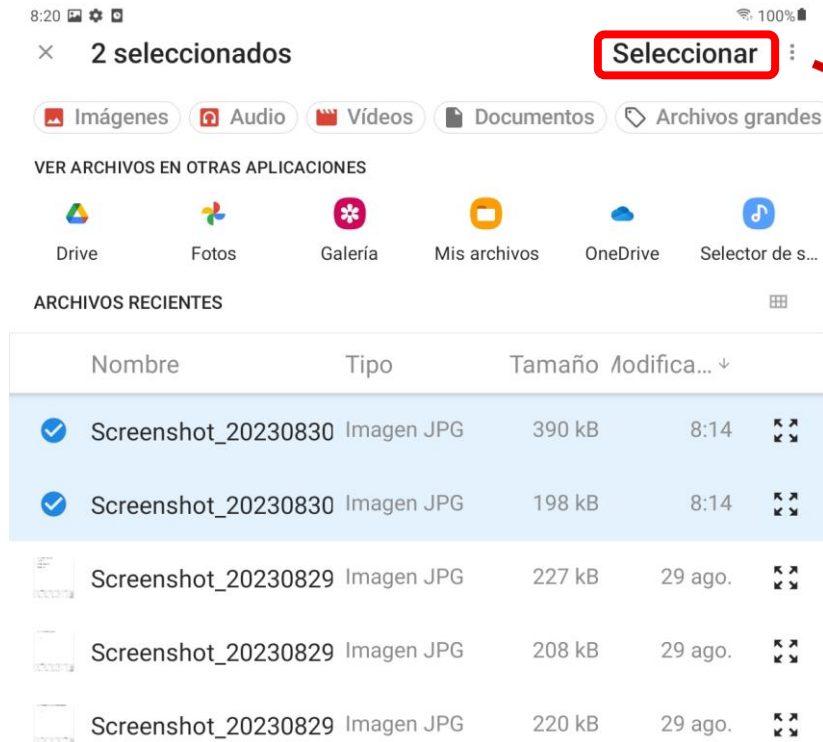 8:20 100%
2 seleccionados Seleccionar
Imágenes Audio Vídeos Documentos Archivos grandes
VER ARCHIVOS EN OTRAS APLICACIONES
Drive Fotos Galería Mis archivos OneDrive Selector de s...
ARCHIVOS RECIENTES
Nombre Tipo Tamaño Modifica...
Screenshot_20230830 Imagen JPG 390 kB 8:14
Screenshot_20230830 Imagen JPG 198 kB 8:14
Screenshot_20230829 Imagen JPG 227 kB 29 ago.
Screenshot_20230829 Imagen JPG 208 kB 29 ago.
Screenshot_20230829 Imagen JPG 220 kB 29 ago.